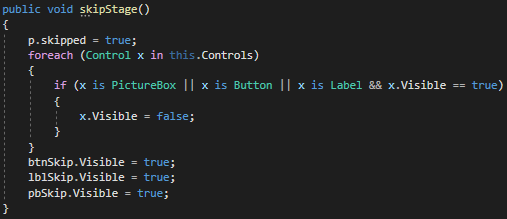 public void skipStage()
{
    p.skipped = true;
    foreach (Control x in this.Controls)
    {
        if (x is PictureBox || x is Button || x is Label && x.Visible == true)
        {
            x.Visible = false;
        }
    }
    btnSkip.Visible = true;
    lblSkip.Visible = true;
    pbSkip.Visible = true;
}